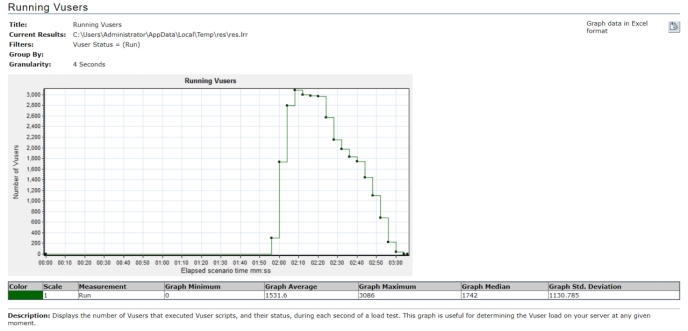 Running Vusers
Title: Running Vusers
Graph data in Excel format
Current Results: C:\Users\Administrator\AppData\Local\Temp\res\res.lrr
Filters: Vuser Status = (Run)
Group By:
Granularity: 4 Seconds
Running Vusers
3,000
2,800
2,600
2,400
2,200
2,000
1,800
1,600
1,400
1,200
1,000
800
600
400
200
0
Number of Vusers
00:00 00:10 00:20 00:30 00:40 00:50 01:00 01:10 01:20 01:30 01:40 01:50 02:00 02:10 02:20 02:30 02:40 02:50 03:00
Elapsed scenario time mm:ss
Color Scale Measurement Graph Minimum Graph Average Graph Maximum Graph Median Graph Std. Deviation
1 Run 0 1531.6 3086 1742 1130.785
Description: Displays the number of Vusers that executed Vuser scripts, and their status, during each second of a load test. This graph is useful for determining the Vuser load on your server at any given
moment.